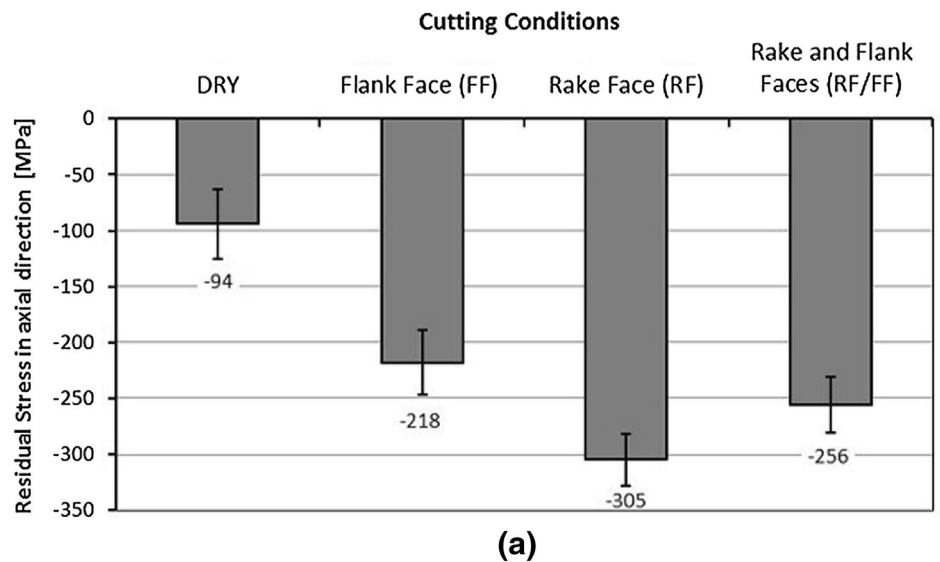 Cutting Conditions
DRY
Flank Face (FF)
Rake Face (RF)
Rake and Flank
Faces (RF/FF)
Residual Stress in axial direction [MPa]
0
-50
-100
-150
-200
-250
-300
-350
-94
-218
-305
-256
(a)